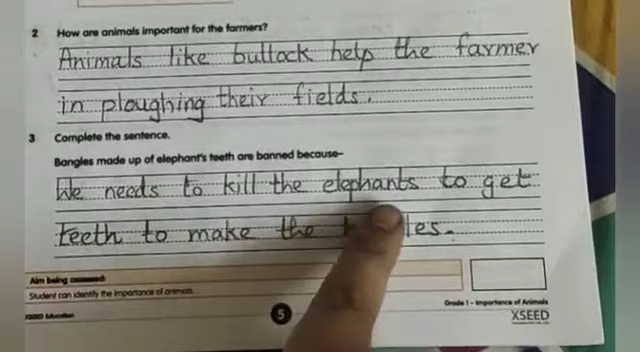 2 How are animals important for the farmers?
Animals like bullock help the farmer
in ploughing their fields.
3 Complete the sentence.
Bangles made up of elephant's teeth are banned because-
We needs to kill the elephants to get
teeth to make the les.
Aim being assessed:
Student can identify the importance of animals.
XSEED Education
5
Grade 1 - Importance of Animals
XSEED